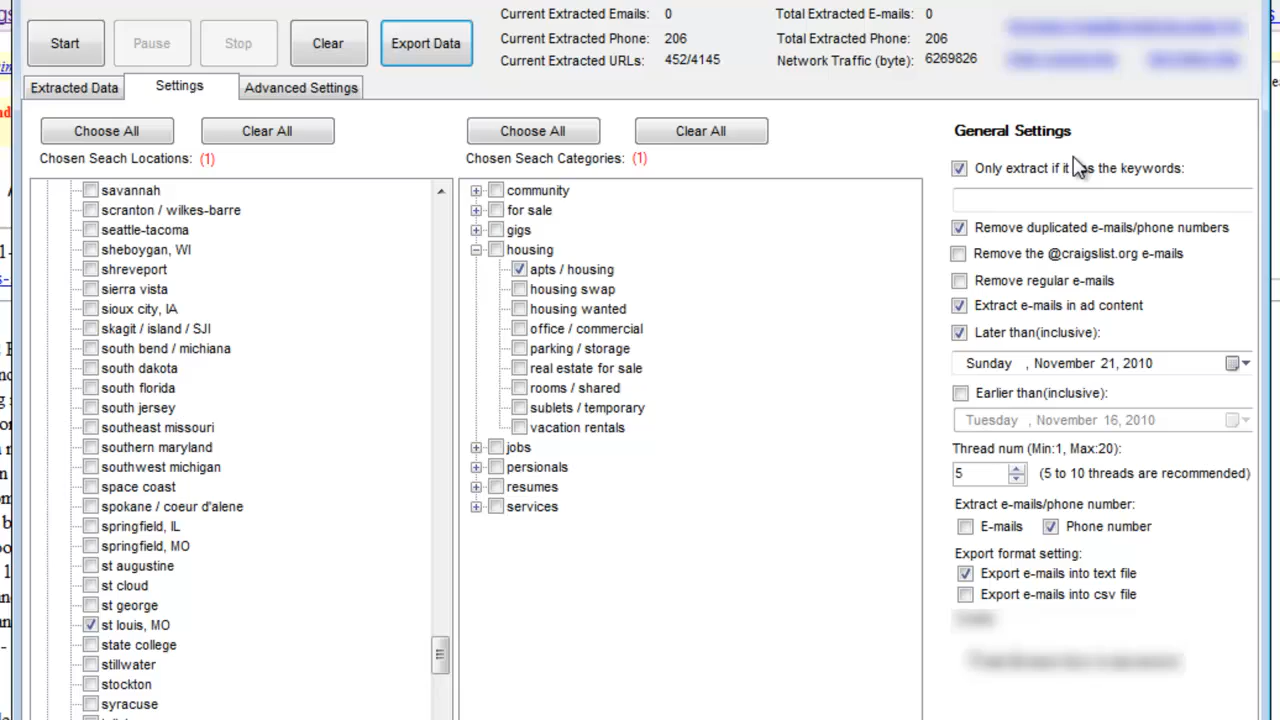 Start
Pause
Stop
Clear
Export Data
Current Extracted Emails: 0
Current Extracted Phone: 206
Current Extracted URLs: 452/4145
Total Extracted E-mails: 0
Total Extracted Phone: 206
Network Traffic (byte): 6269826
Extracted Data
Settings
Advanced Settings
Choose All
Clear All
Chosen Seach Locations: (1)
savannah
scranton / wilkes-barre
seattle-tacoma
sheboygan, WI
shreveport
sierra vista
sioux city, IA
skagit / island / SJI
south bend / michiana
south dakota
south florida
south jersey
southeast missouri
southern maryland
southwest michigan
space coast
spokane / coeur d'alene
springfield, IL
springfield, MO
st augustine
st cloud
st george
st louis, MO
state college
stillwater
stockton
syracuse
Choose All
Clear All
Chosen Seach Categories: (1)
community
for sale
gigs
housing
apts / housing
housing swap
housing wanted
office / commercial
parking / storage
real estate for sale
rooms / shared
sublets / temporary
vacation rentals
jobs
personals
resumes
services
General Settings
Only extract if it the keywords:
Remove duplicated e-mails/phone numbers
Remove the @craigslist.org e-mails
Remove regular e-mails
Extract e-mails in ad content
Later than(inclusive):
Sunday , November 21, 2010
Earlier than(inclusive):
Tuesday , November 16, 2010
Thread num (Min:1, Max:20):
5 (5 to 10 threads are recommended)
Extract e-mails/phone number:
E-mails
Phone number
Export format setting:
Export e-mails into text file
Export e-mails into csv file